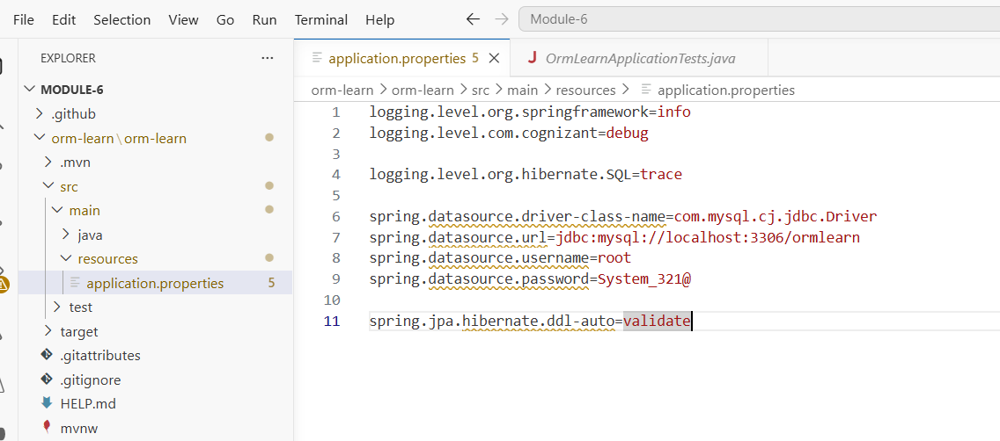 File Edit Selection View Go Run Terminal Help Module-6
EXPLORER ...
application.properties 5
OrmLearnApplicationTests.java
orm-learn > orm-learn > src > main > resources > application.properties
MODULE-6
.github
orm-learn\orm-learn
.mvn
src
main
java
resources
application.properties 5
test
target
.gitattributes
.gitignore
HELP.md
mvnw
1 logging.level.org.springframework=info
2 logging.level.com.cognizant=debug
3
4 logging.level.org.hibernate.SQL=trace
5
6 spring.datasource.driver-class-name=com.mysql.cj.jdbc.Driver
7 spring.datasource.url=jdbc:mysql://localhost:3306/ormlearn
8 spring.datasource.username=root
9 spring.datasource.password=System_321@
10
11 spring.jpa.hibernate.ddl-auto=validate